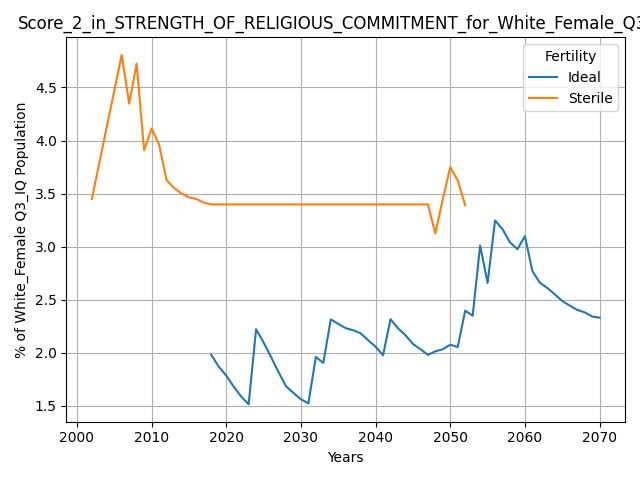 Score_2_in_STRENGTH_OF_RELIGIOUS_COMMITMENT_for_White_Female_Q3
Fertility
Ideal
Sterile
% of White_Female Q3_IQ Population
4.5
4.0
3.5
3.0
2.5
2.0
1.5
2000 2010 2020 2030 2040 2050 2060 2070
Years